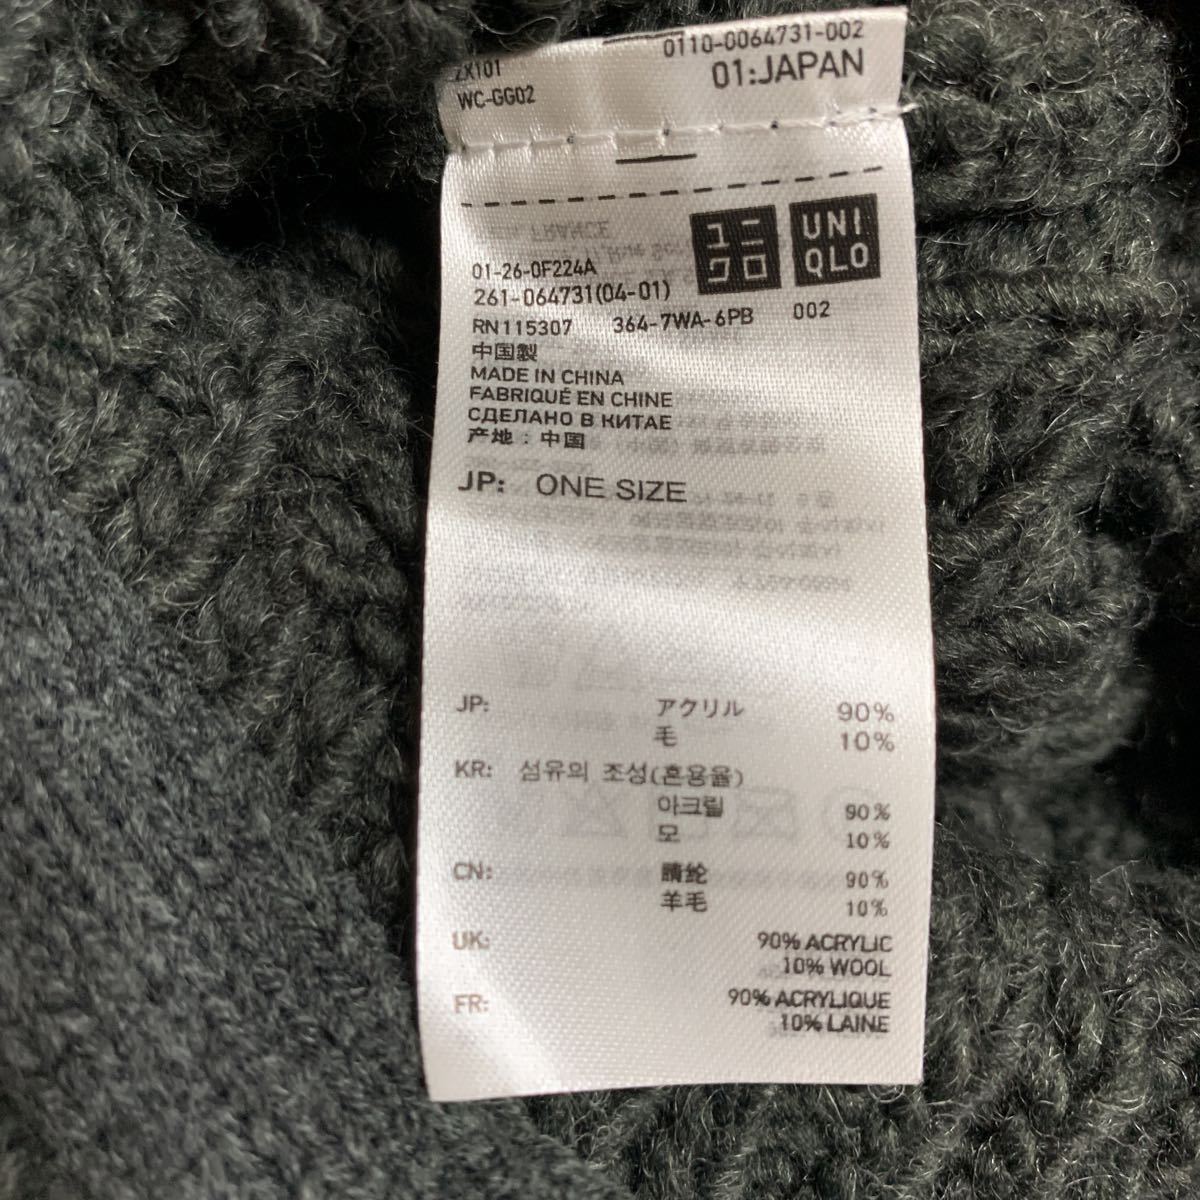 ZX101
WC-GG02
0110-0064731-002
01:JAPAN
ユニクロ
UNIQLO
01-26-0F224A
261-064731(04-01)
RN115307 364-7WA-6PB 002
中国製
MADE IN CHINA
FABRIQUÉ EN CHINE
СДЕЛАНО В КИТАЕ
产地：中国
JP: ONE SIZE
JP: アクリル 90%
毛 10%
KR: 섬유의 조성(혼용율)
아크릴 90%
모 10%
CN: 腈纶 90%
羊毛 10%
UK: 90% ACRYLIC
10% WOOL
FR: 90% ACRYLIQUE
10% LAINE